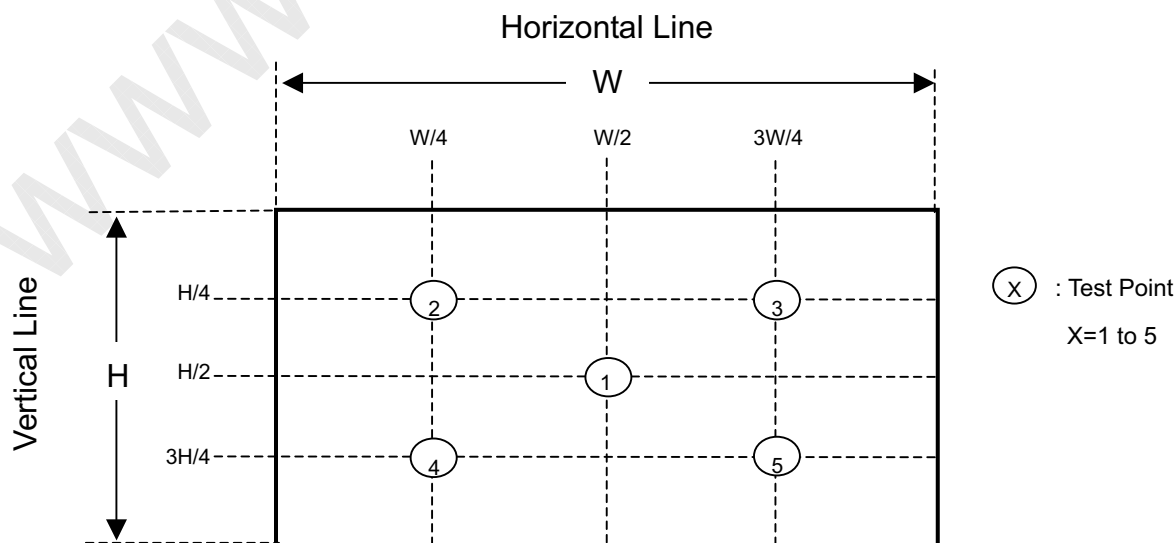 www.
Horizontal Line
W
W/4 W/2 3W/4
Vertical Line
H
H/4
H/2
3H/4
2
3
1
4
5
X : Test Point
X=1 to 5